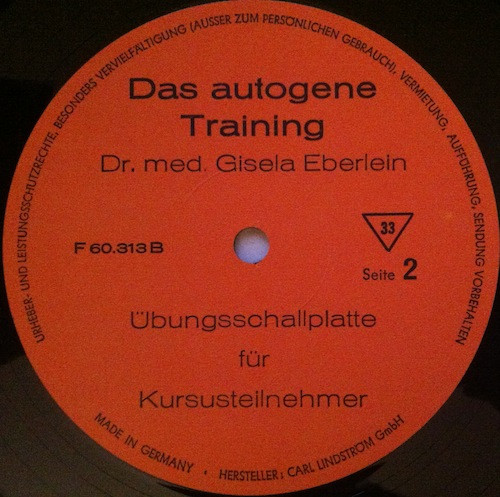 URHEBER- UND LEISTUNGSSCHUTZRECHTE, BESONDERS VERVIELFÄLTIGUNG (AUSSER ZUM PERSÖNLICHEN GEBRAUCH), VERMIETUNG, AUFFÜHRUNG, SENDUNG VORBEHALTEN
Das autogene
Training
Dr. med. Gisela Eberlein
F 60.313 B
33
Seite 2
Übungsschallplatte
für
Kursusteilnehmer
MADE IN GERMANY • HERSTELLER: CARL LINDSTRÖM GmbH